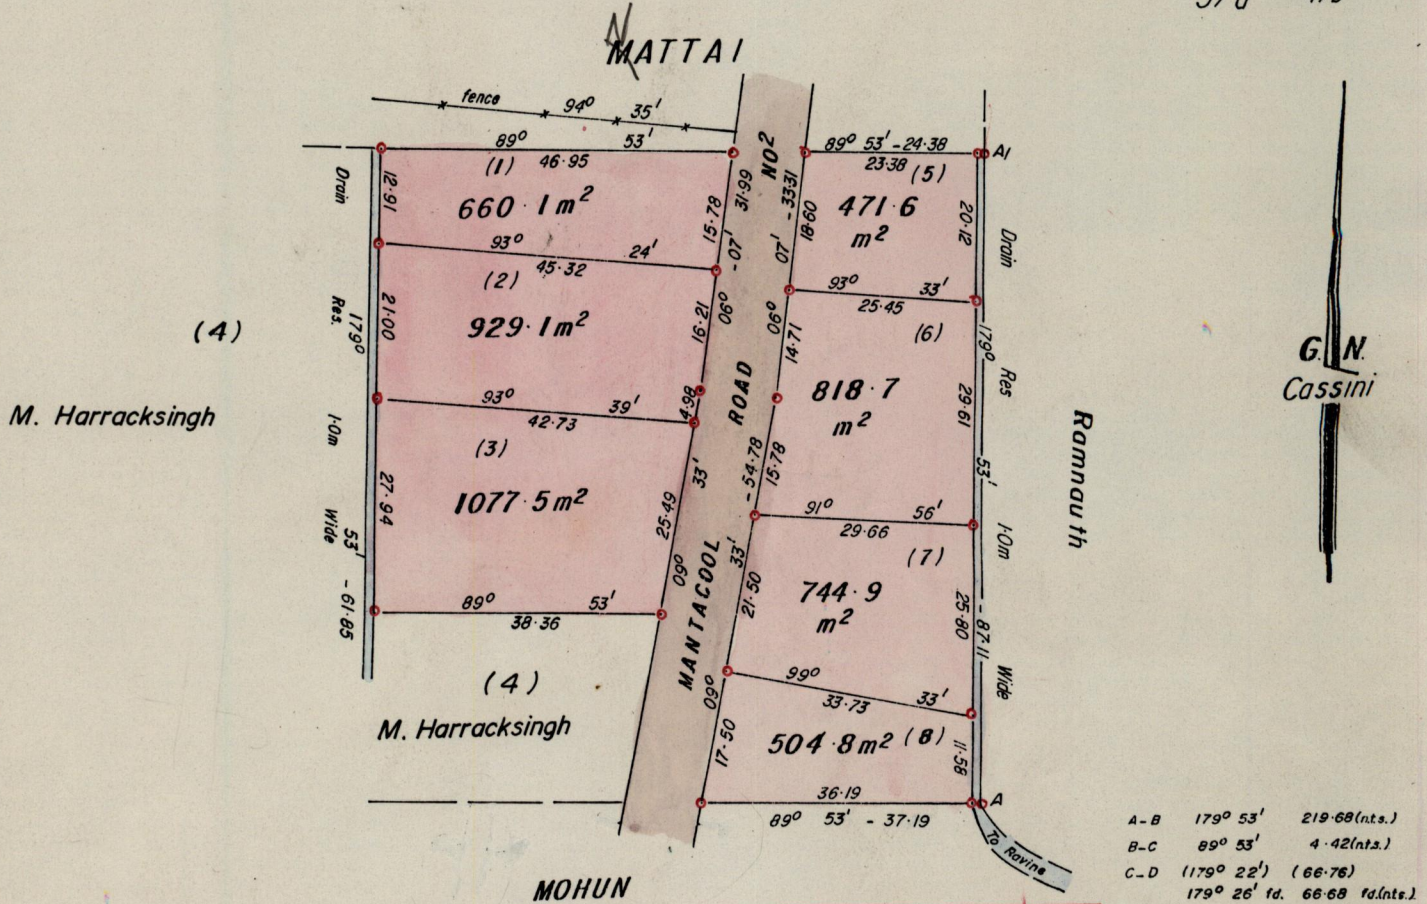 MATTAI
fence 94° 35'
89° 53'
(1) 46·95
660·1m²
12·91
15·78
31·99
93° 24'
45·32
(2)
929·1m²
21·00
16·21
06° -07'
93° 39'
42·73
4·98
(3)
1077·5m²
27·94
25·49
09° 33'
89° 53'
38·36
(4)
M. Harracksingh
(4)
M. Harracksingh
Drain Res. 1·0m Wide
179° 53' -61·85
MANTACOOL ROAD NO2
89° 53' -24·38
23·38
A1
(5)
471·6
m²
18·60
20·12
06° 07' -33·31
93° 33'
25·45
(6)
818·7
m²
14·71
15·78
29·61
91° 56'
29·66
(7)
744·9
m²
21·50
25·80
09° 33' -54·78
99° 33'
33·73
504·8m² (8)
17·50
11·58
36·19
A
89° 53' - 37·19
Drain Res 1·0m Wide
179° 53' -87·11
Ramnauth
To Ravine
MOHUN
G. N.
Cassini
A-B 179° 53' 219·68(n.t.s.)
B-C 89° 53' 4·42(n.t.s.)
C-D (179° 22') (66·76)
179° 26' fd. 66·68 fd.(n.t.s.)